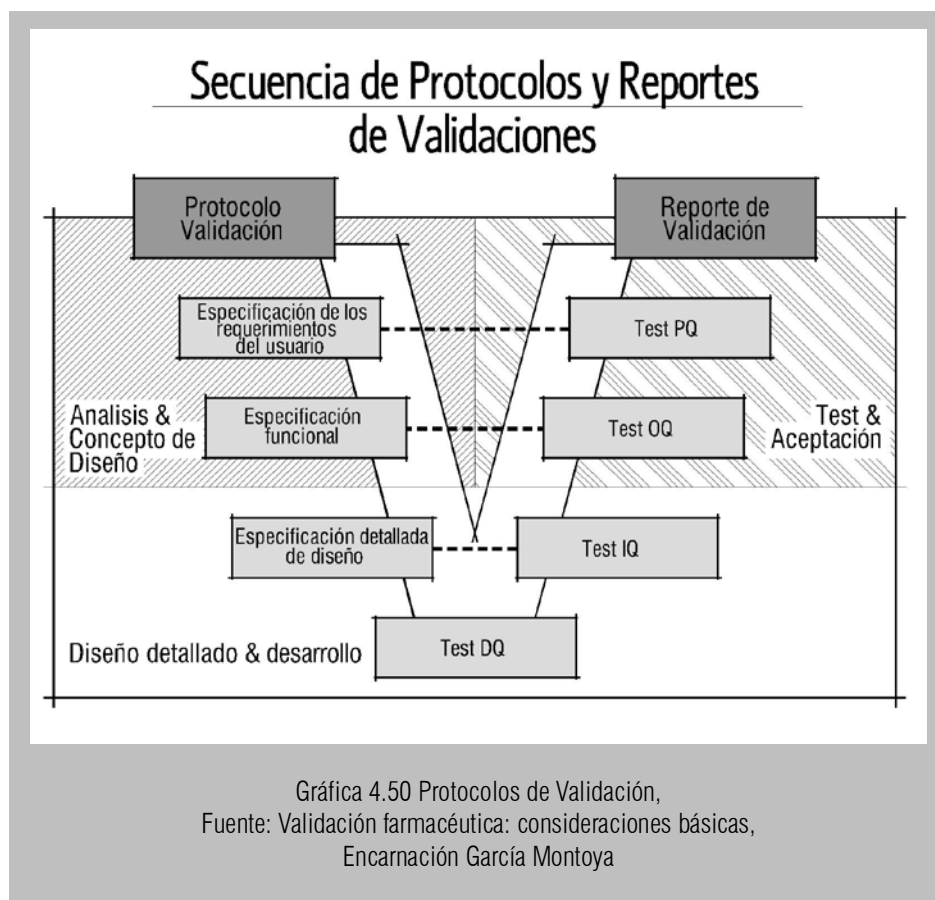 Secuencia de Protocolos y Reportes
de Validaciones
Protocolo
Validación
Reporte de
Validación
Especificación de los
requerimientos
del usuario
Test PQ
Analisis &
Concepto de
Diseño
Especificación
funcional
Test OQ
Test &
Aceptación
Especificación detallada
de diseño
Test IQ
Diseño detallado & desarrollo
Test DQ
Gráfica 4.50 Protocolos de Validación,
Fuente: Validación farmacéutica: consideraciones básicas,
Encarnación García Montoya